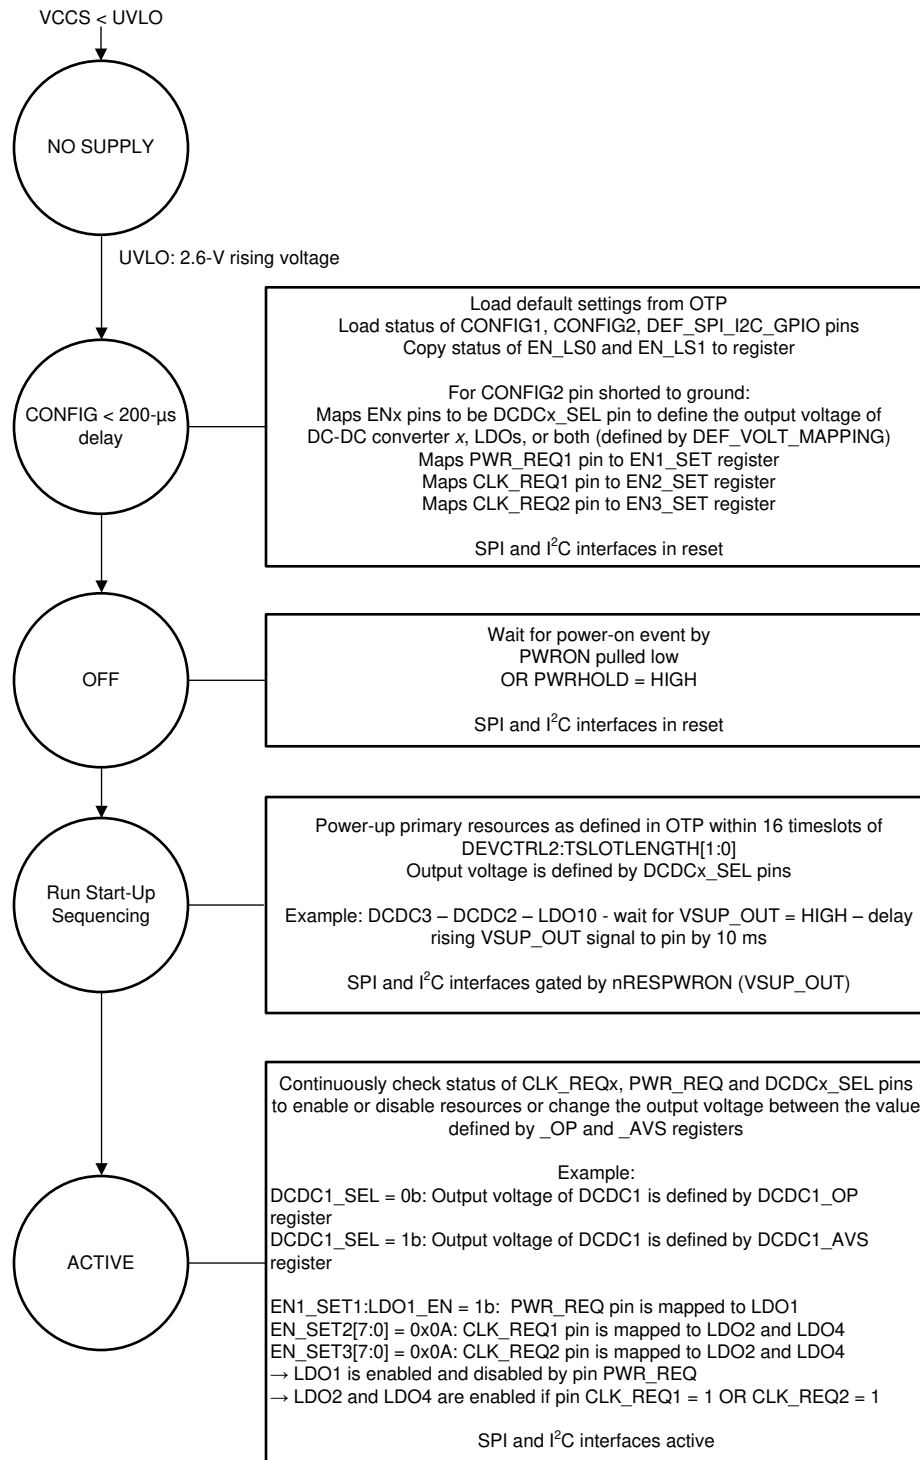 VCCS < UVLO
NO SUPPLY
UVLO: 2.6-V rising voltage
CONFIG < 200-µs
delay
Load default settings from OTP
Load status of CONFIG1, CONFIG2, DEF_SPI_I2C_GPIO pins
Copy status of EN_LS0 and EN_LS1 to register
For CONFIG2 pin shorted to ground:
Maps ENx pins to be DCDCx_SEL pin to define the output voltage of
DC-DC converter x, LDOs, or both (defined by DEF_VOLT_MAPPING)
Maps PWR_REQ1 pin to EN1_SET register
Maps CLK_REQ1 pin to EN2_SET register
Maps CLK_REQ2 pin to EN3_SET register
SPI and I²C interfaces in reset
OFF
Wait for power-on event by
PWRON pulled low
OR PWRHOLD = HIGH
SPI and I²C interfaces in reset
Run Start-Up
Sequencing
Power-up primary resources as defined in OTP within 16 timeslots of
DEVCTRL2:TSLOTLENGTH[1:0]
Output voltage is defined by DCDCx_SEL pins
Example: DCDC3 – DCDC2 – LDO10 - wait for VSUP_OUT = HIGH – delay
rising VSUP_OUT signal to pin by 10 ms
SPI and I²C interfaces gated by nRESPWRON (VSUP_OUT)
ACTIVE
Continuously check status of CLK_REQx, PWR_REQ and DCDCx_SEL pins
to enable or disable resources or change the output voltage between the value
defined by _OP and _AVS registers
Example:
DCDC1_SEL = 0b: Output voltage of DCDC1 is defined by DCDC1_OP
register
DCDC1_SEL = 1b: Output voltage of DCDC1 is defined by DCDC1_AVS
register
EN1_SET1:LDO1_EN = 1b: PWR_REQ pin is mapped to LDO1
EN_SET2[7:0] = 0x0A: CLK_REQ1 pin is mapped to LDO2 and LDO4
EN_SET3[7:0] = 0x0A: CLK_REQ2 pin is mapped to LDO2 and LDO4
→ LDO1 is enabled and disabled by pin PWR_REQ
→ LDO2 and LDO4 are enabled if pin CLK_REQ1 = 1 OR CLK_REQ2 = 1
SPI and I²C interfaces active